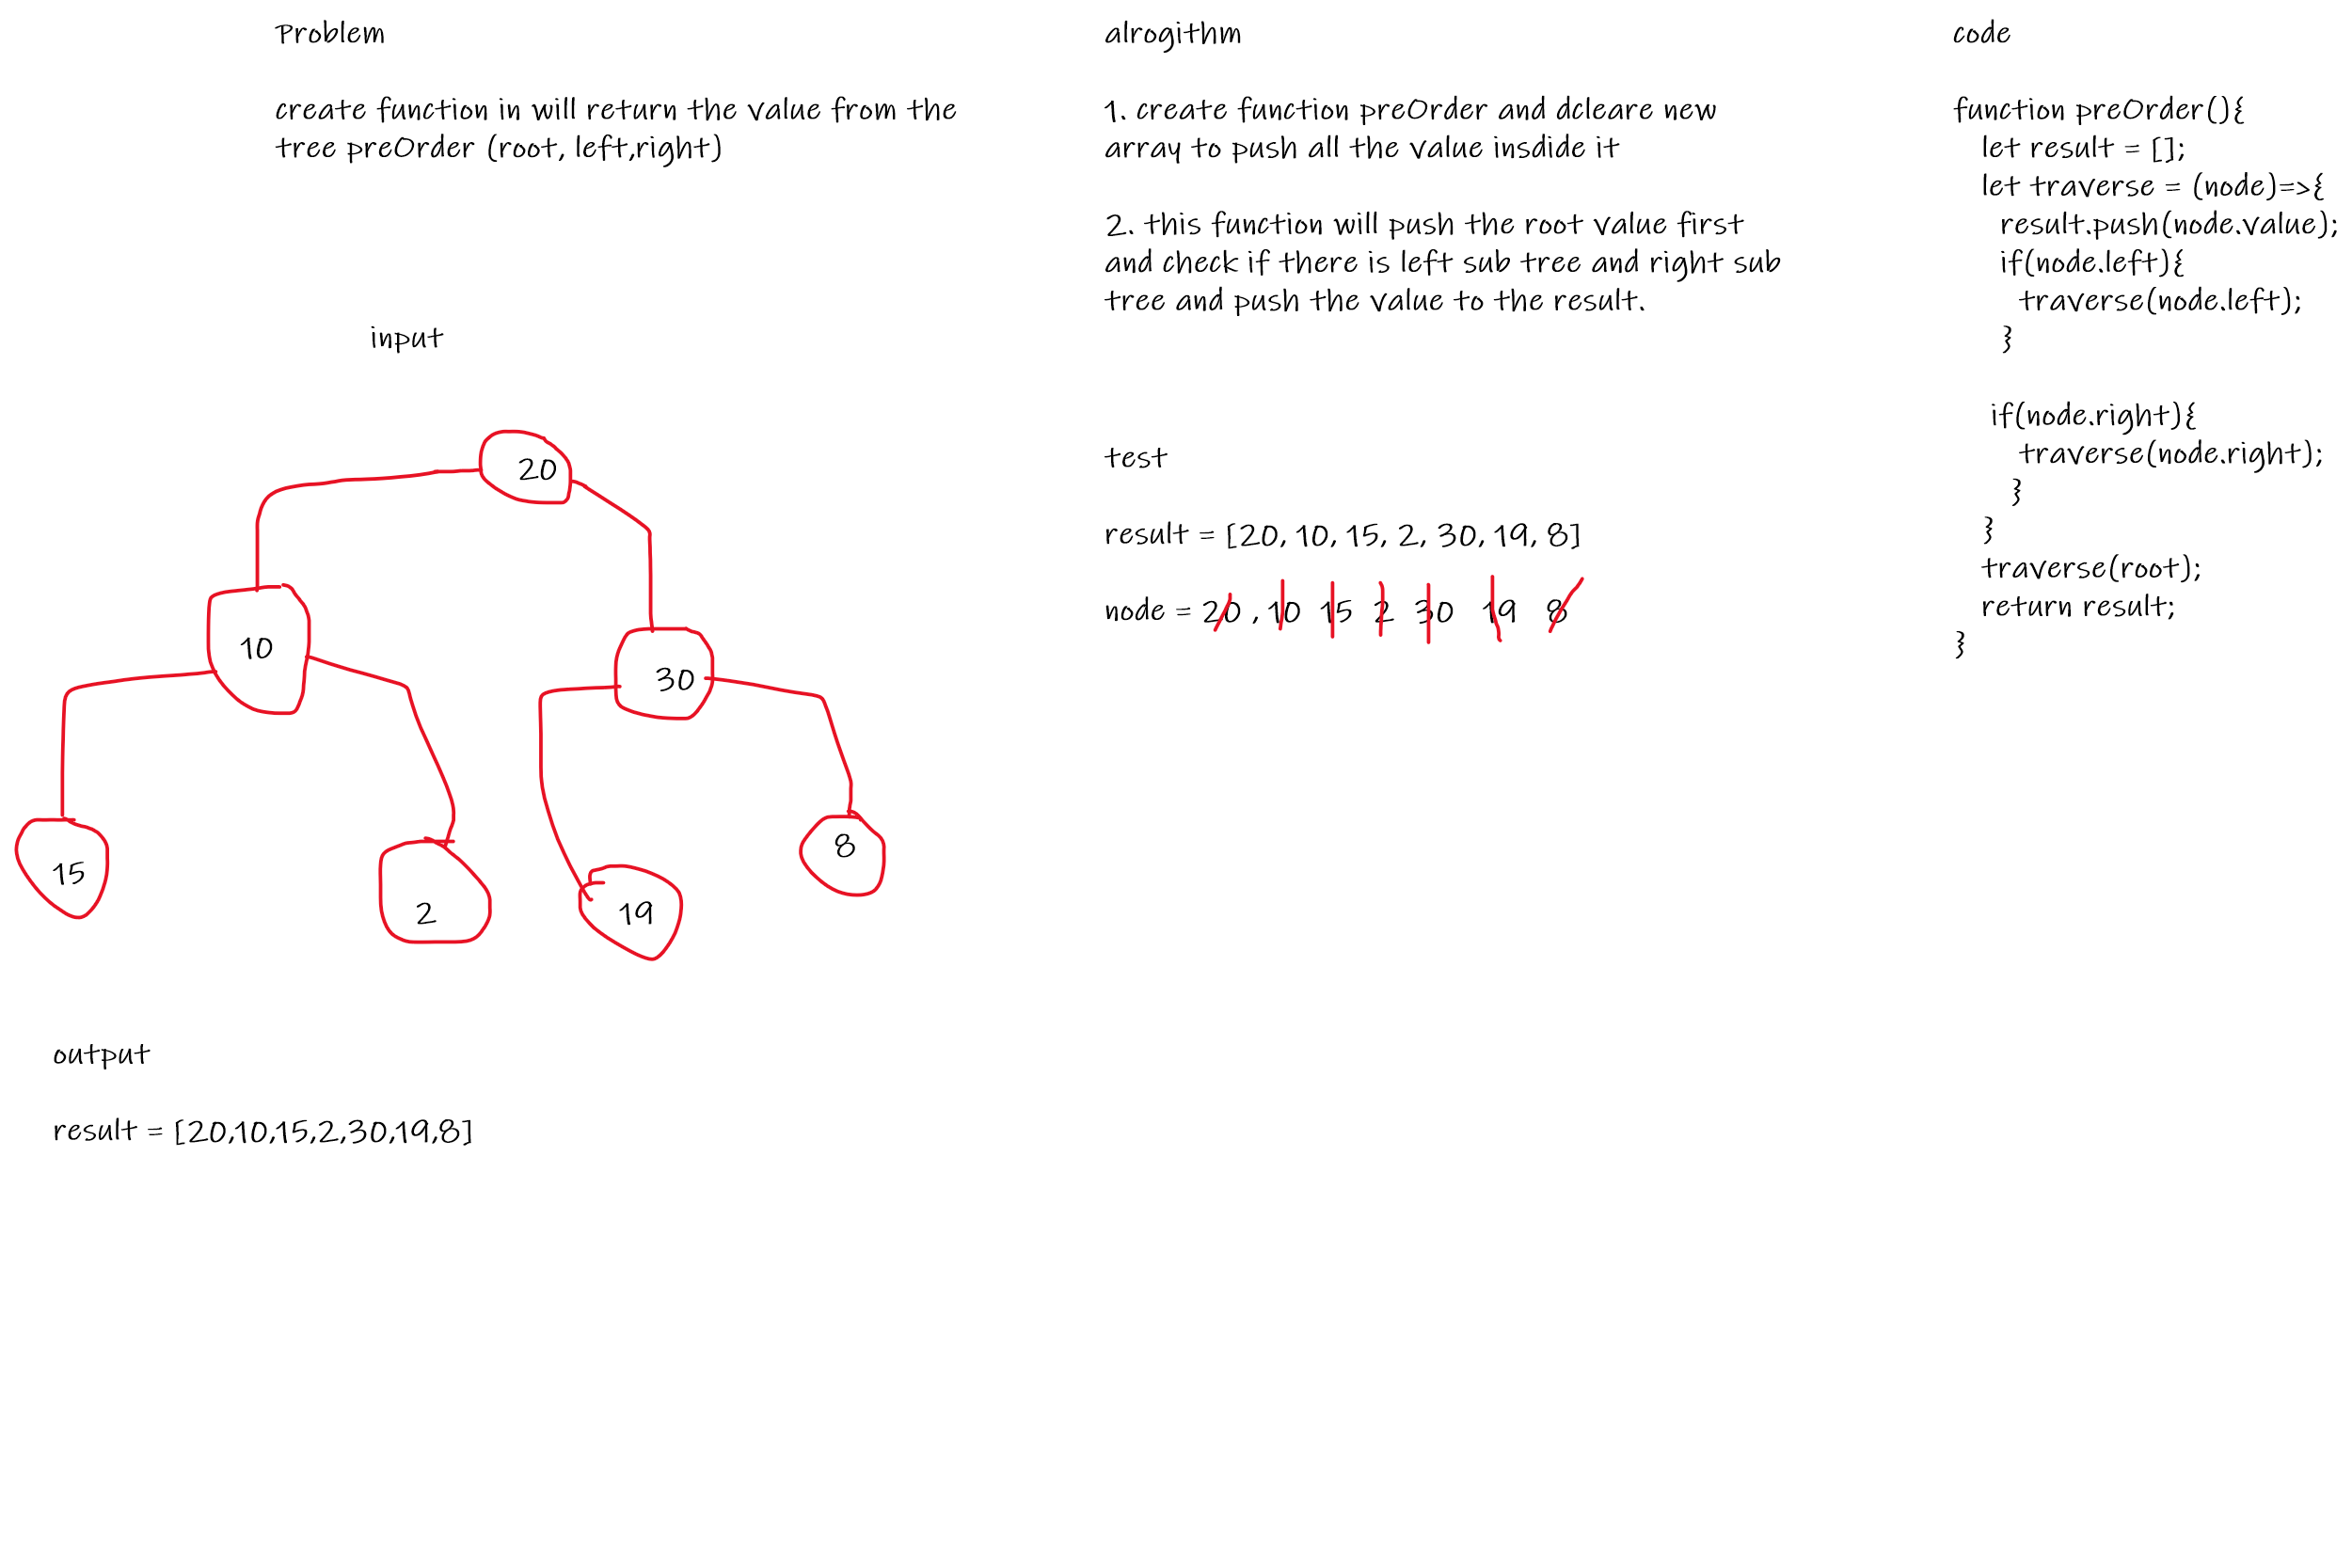 Problem
create function in will return the value from the
tree preOrder (root, left,right)
input
20
10
30
15
2
19
8
output
result = [20,10,15,2,30,19,8]
alrogithm
1. create function preOrder and dcleare new
array to push all the value insdide it
2. this function will push the root value first
and check if there is left sub tree and right sub
tree and push the value to the result.
test
result = [20, 10, 15, 2, 30, 19, 8]
node = 20 , 10 15 2 30 19 8
code
function preOrder(){
let result = [];
let traverse = (node)=>{
result.push(node.value);
if(node.left){
traverse(node.left);
}
if(node.right){
traverse(node.right);
}
}
traverse(root);
return result;
}